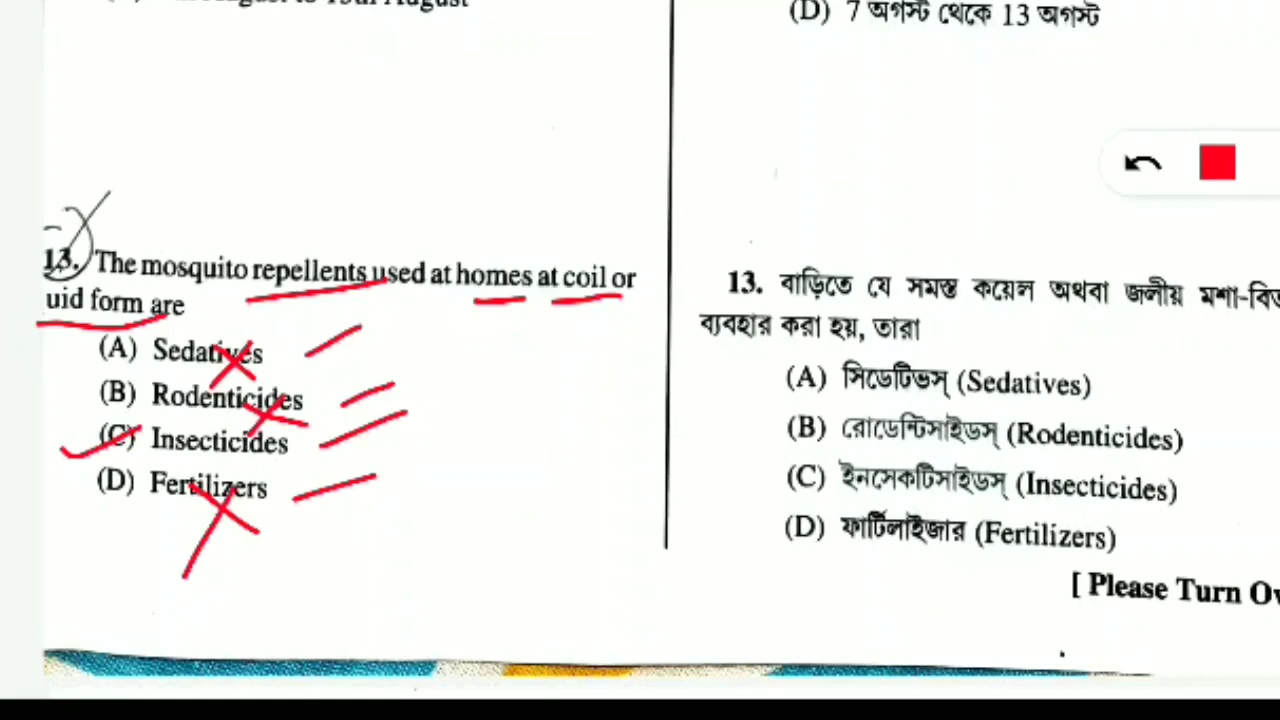 13. The mosquito repellents used at homes at coil or
uid form are
(A) Sedatives
(B) Rodenticides
(C) Insecticides
(D) Fertilizers
(D) 7 অগস্ট থেকে 13 অগস্ট
13. বাড়িতে যে সমস্ত কয়েল অথবা জলীয়
ব্যবহার করা হয়, তারা
(A) সিডেটিভস্ (Sedatives)
(B) রোডেন্টিসাইডস্ (Rodenticides)
(C) ইনসেকটিসাইডস্ (Insecticides)
(D) ফার্টিলাইজার (Fertilizers)
[ Please Turn